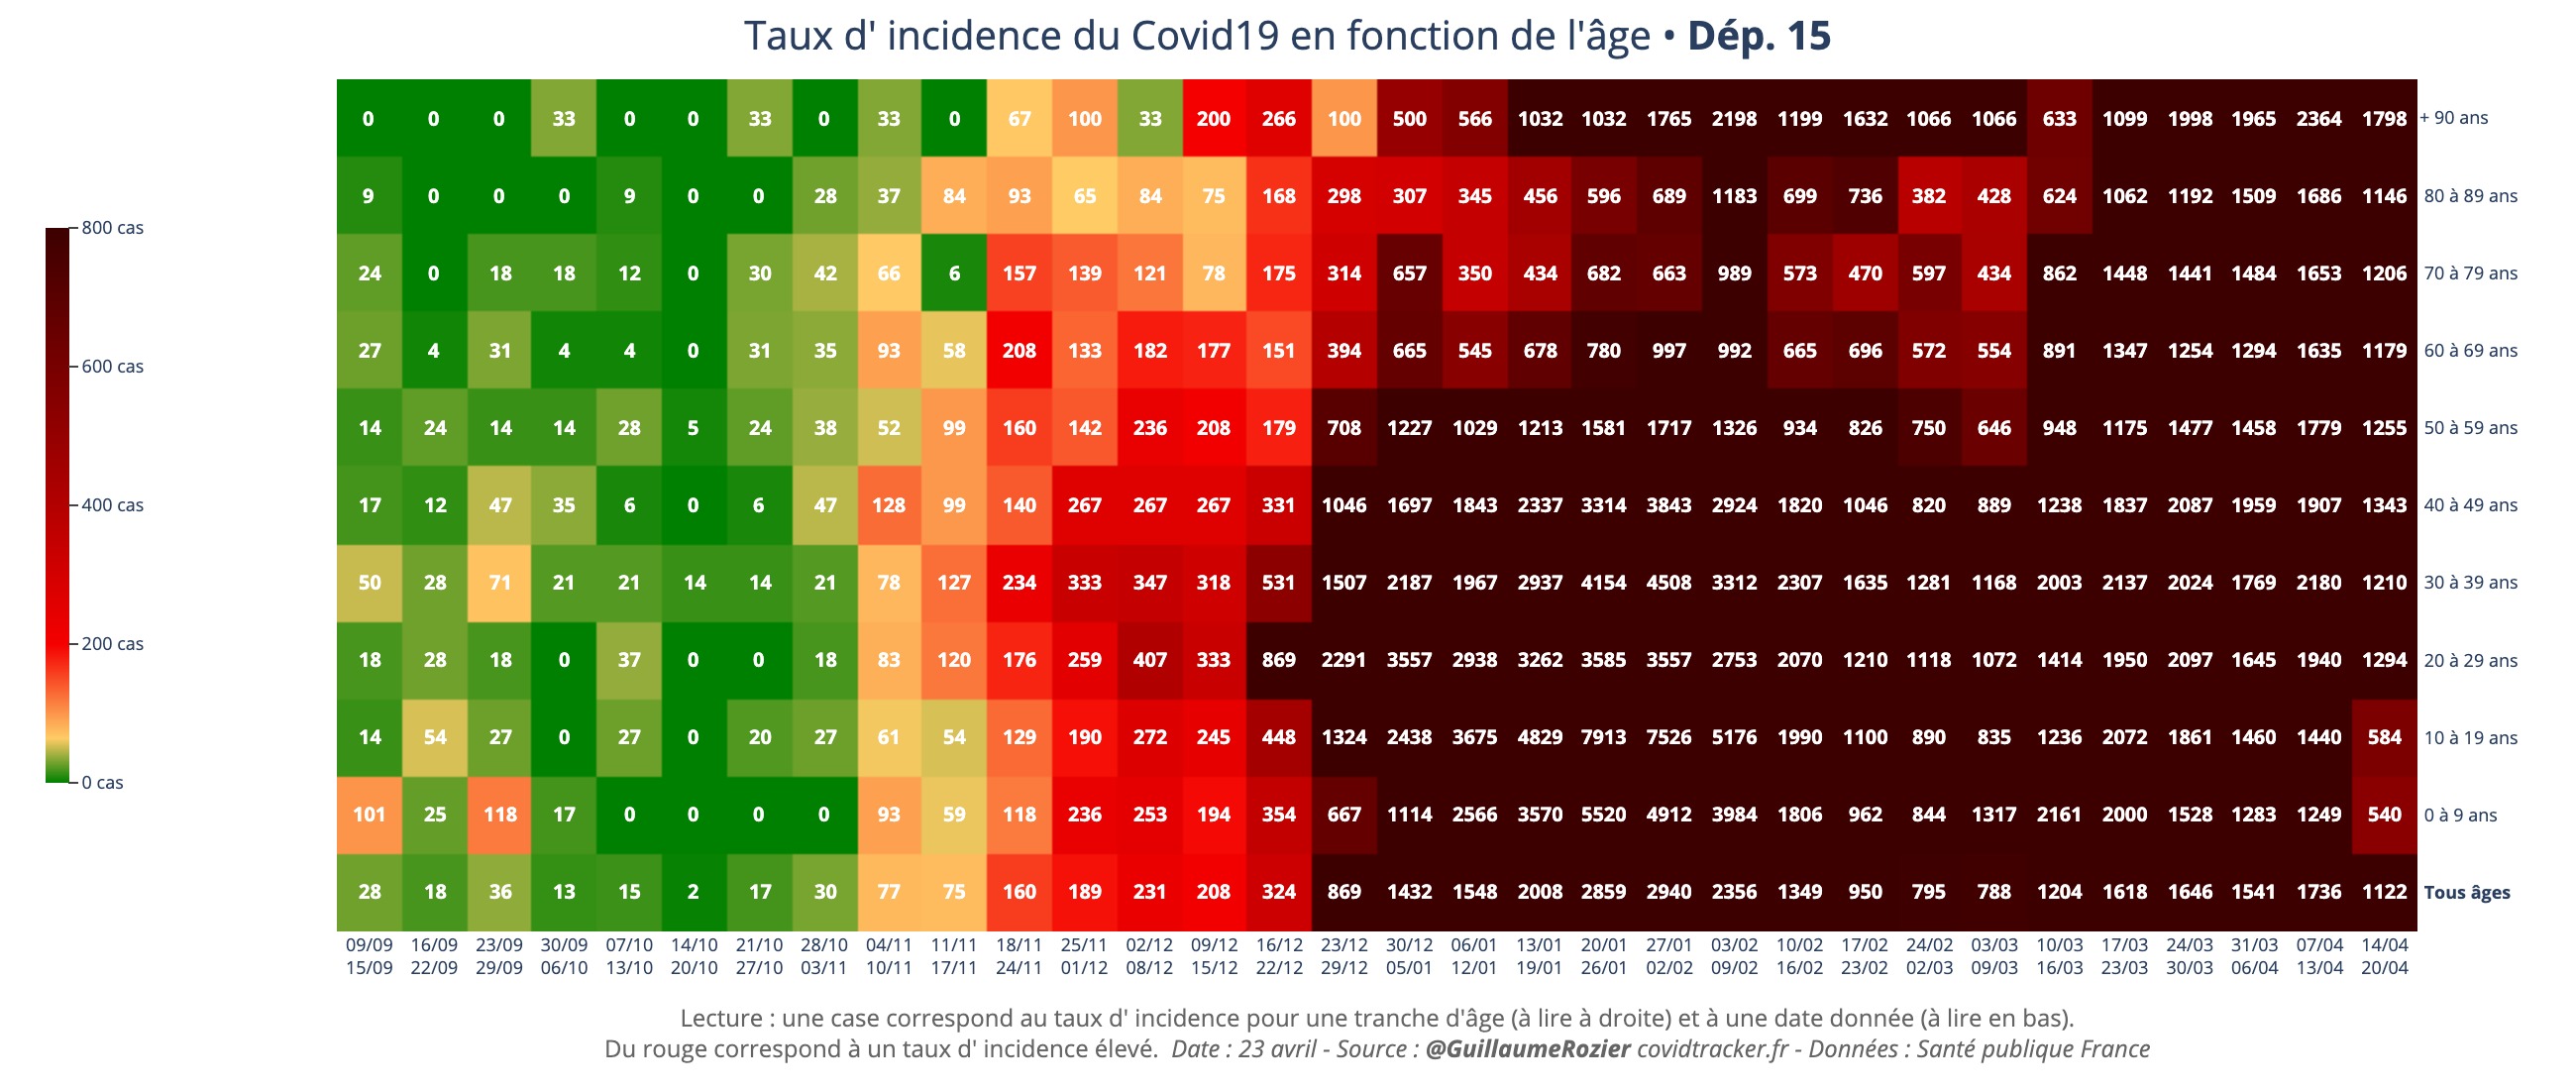 Taux d' incidence du Covid19 en fonction de l'âge • Dép. 15
800 cas
600 cas
400 cas
200 cas
0 cas
0 0 0 33 0 0 33 0 33 0 67 100 33 200 266 100 500 566 1032 1032 1765 2198 1199 1632 1066 1066 633 1099 1998 1965 2364 1798 + 90 ans
9 0 0 0 9 0 0 28 37 84 93 65 84 75 168 298 307 345 456 596 689 1183 699 736 382 428 624 1062 1192 1509 1686 1146 80 à 89 ans
24 0 18 18 12 0 30 42 66 6 157 139 121 78 175 314 657 350 434 682 663 989 573 470 597 434 862 1448 1441 1484 1653 1206 70 à 79 ans
27 4 31 4 4 0 31 35 93 58 208 133 182 177 151 394 665 545 678 780 997 992 665 696 572 554 891 1347 1254 1294 1635 1179 60 à 69 ans
14 24 14 14 28 5 24 38 52 99 160 142 236 208 179 708 1227 1029 1213 1581 1717 1326 934 826 750 646 948 1175 1477 1458 1779 1255 50 à 59 ans
17 12 47 35 6 0 6 47 128 99 140 267 267 267 331 1046 1697 1843 2337 3314 3843 2924 1820 1046 820 889 1238 1837 2087 1959 1907 1343 40 à 49 ans
50 28 71 21 21 14 14 21 78 127 234 333 347 318 531 1507 2187 1967 2937 4154 4508 3312 2307 1635 1281 1168 2003 2137 2024 1769 2180 1210 30 à 39 ans
18 28 18 0 37 0 0 18 83 120 176 259 407 333 869 2291 3557 2938 3262 3585 3557 2753 2070 1210 1118 1072 1414 1950 2097 1645 1940 1294 20 à 29 ans
14 54 27 0 27 0 20 27 61 54 129 190 272 245 448 1324 2438 3675 4829 7913 7526 5176 1990 1100 890 835 1236 2072 1861 1460 1440 584 10 à 19 ans
101 25 118 17 0 0 0 0 93 59 118 236 253 194 354 667 1114 2566 3570 5520 4912 3984 1806 962 844 1317 2161 2000 1528 1283 1249 540 0 à 9 ans
28 18 36 13 15 2 17 30 77 75 160 189 231 208 324 869 1432 1548 2008 2859 2940 2356 1349 950 795 788 1204 1618 1646 1541 1736 1122 Tous âges
09/09 16/09 23/09 30/09 07/10 14/10 21/10 28/10 04/11 11/11 18/11 25/11 02/12 09/12 16/12 23/12 30/12 06/01 13/01 20/01 27/01 03/02 10/02 17/02 24/02 03/03 10/03 17/03 24/03 31/03 07/04 14/04
15/09 22/09 29/09 06/10 13/10 20/10 27/10 03/11 10/11 17/11 24/11 01/12 08/12 15/12 22/12 29/12 05/01 12/01 19/01 26/01 02/02 09/02 16/02 23/02 02/03 09/03 16/03 23/03 30/03 06/04 13/04 20/04
Lecture : une case correspond au taux d' incidence pour une tranche d'âge (à lire à droite) et à une date donnée (à lire en bas).
Du rouge correspond à un taux d' incidence élevé. Date : 23 avril - Source : @GuillaumeRozier covidtracker.fr - Données : Santé publique France